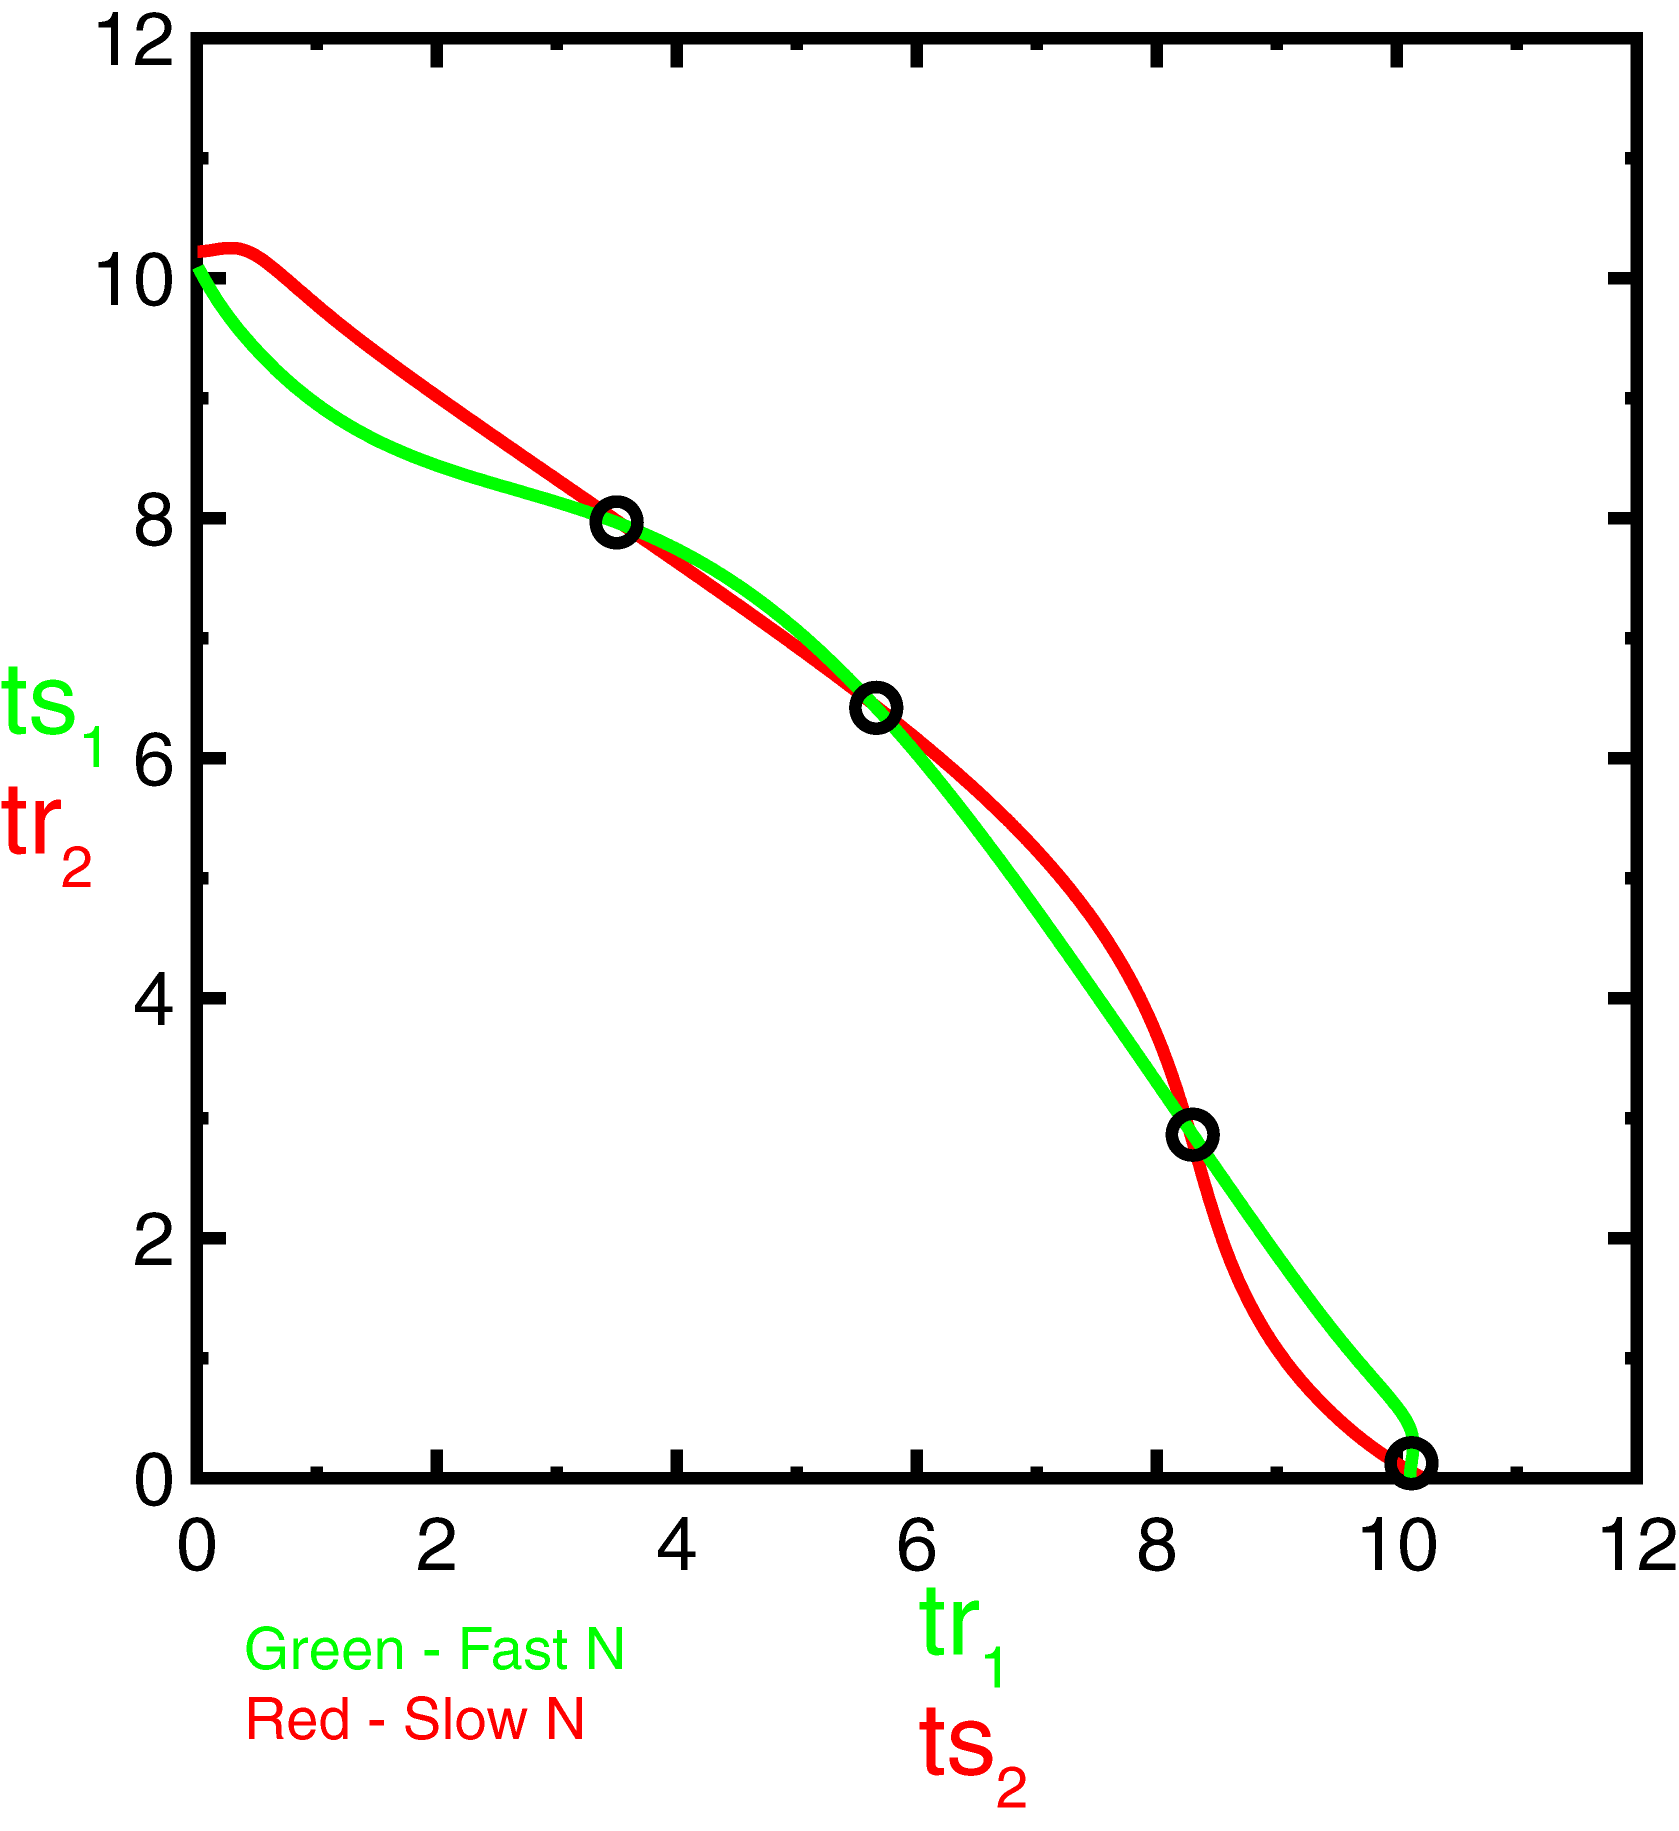 12
10
8
6
4
2
0
ts1
tr2
0 2 4 6 8 10 12
tr1
ts2
Green - Fast N
Red - Slow N